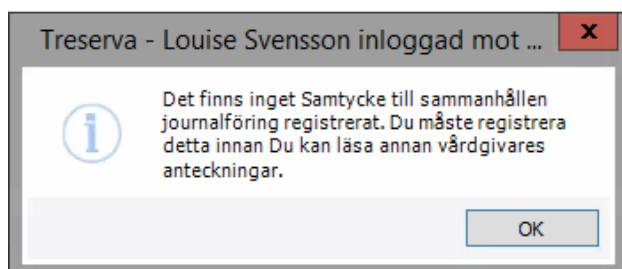 Treserva - Louise Svensson inloggad mot ...
x
Det finns inget Samtycke till sammanhållen
journalföring registrerat. Du måste registrera
detta innan Du kan läsa annan vårdgivares
anteckningar.
OK